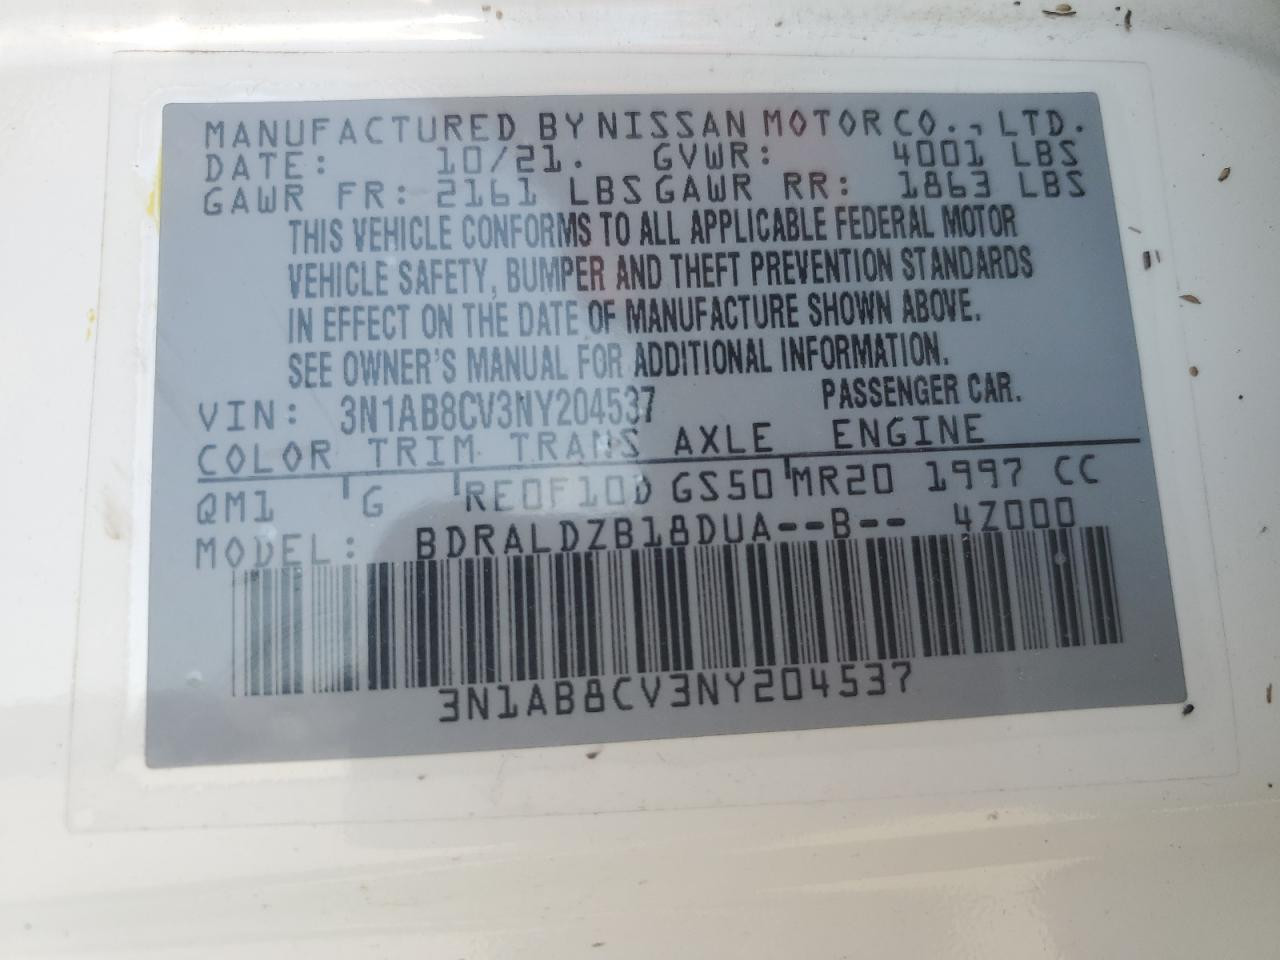 MANUFACTURED BY NISSAN MOTOR CO., LTD.
DATE: 10/21. GVWR: 4001 LBS
GAWR FR: 2161 LBS GAWR RR: 1863 LBS
THIS VEHICLE CONFORMS TO ALL APPLICABLE FEDERAL MOTOR
VEHICLE SAFETY, BUMPER AND THEFT PREVENTION STANDARDS
IN EFFECT ON THE DATE OF MANUFACTURE SHOWN ABOVE.
SEE OWNER'S MANUAL FOR ADDITIONAL INFORMATION.
VIN: 3N1AB8CV3NY204537 PASSENGER CAR.
COLOR TRIM TRANS AXLE ENGINE
QM1 G RE0F10D GS50 MR20 1997 CC
MODEL: BDRALDZB18DUA--B-- 4Z000
3N1AB8CV3NY204537